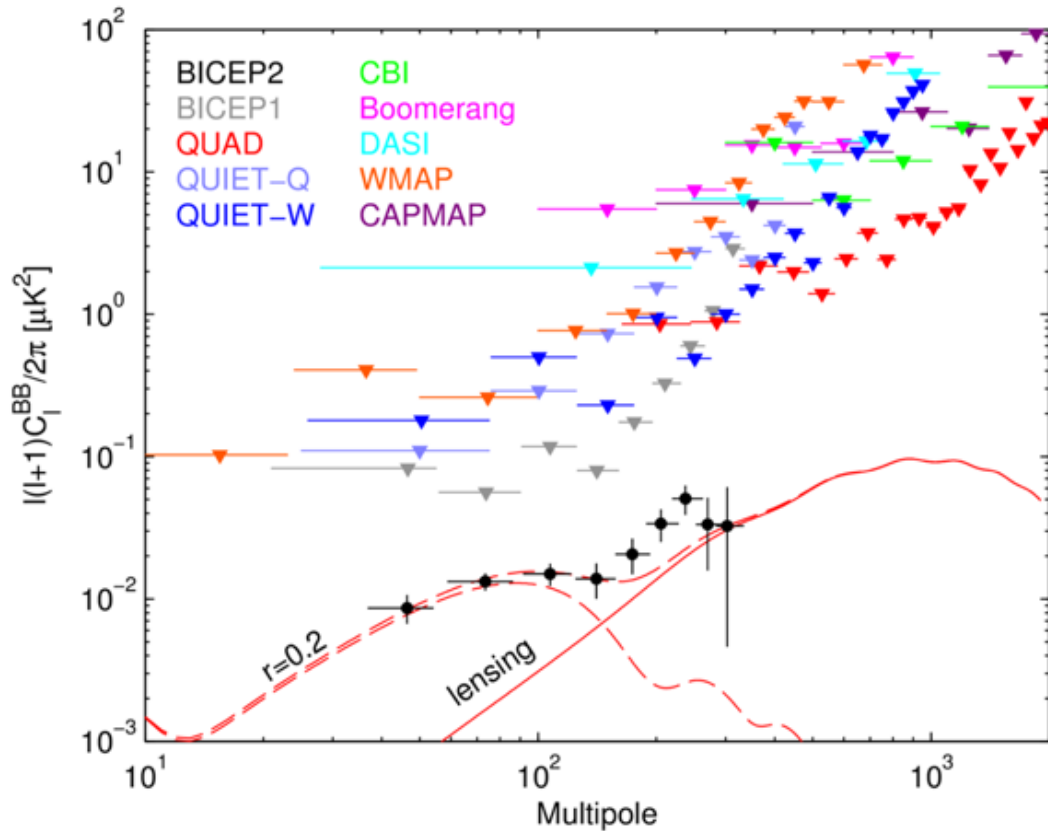 10²
10¹
10⁰
10⁻¹
10⁻²
10⁻³
l(l+1)C_l^BB/2π [μK²]
BICEP2
BICEP1
QUAD
QUIET−Q
QUIET−W
CBI
Boomerang
DASI
WMAP
CAPMAP
r=0.2
lensing
10¹
10²
10³
Multipole